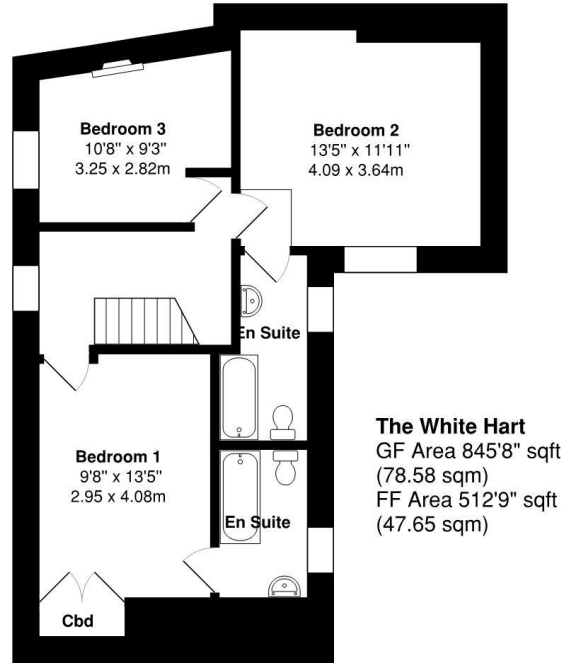 Bedroom 3
10'8" x 9'3"
3.25 x 2.82m
Bedroom 2
13'5" x 11'11"
4.09 x 3.64m
En Suite
Bedroom 1
9'8" x 13'5"
2.95 x 4.08m
En Suite
Cbd
The White Hart
GF Area 845'8" sqft
(78.58 sqm)
FF Area 512'9" sqft
(47.65 sqm)